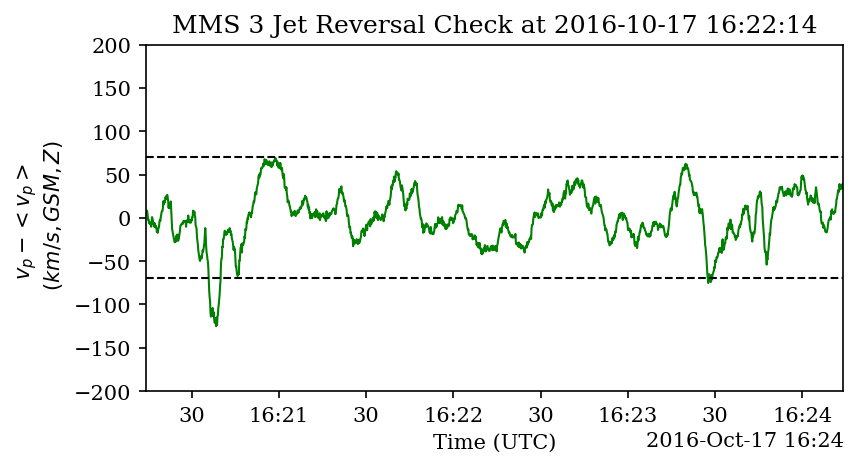 MMS 3 Jet Reversal Check at 2016-10-17 16:22:14
200
150
100
50
0
−50
−100
−150
−200
v_p − < v_p >
(km/s, GSM, Z)
30 16:21 30 16:22 30 16:23 30 16:24
Time (UTC)
2016-Oct-17 16:24